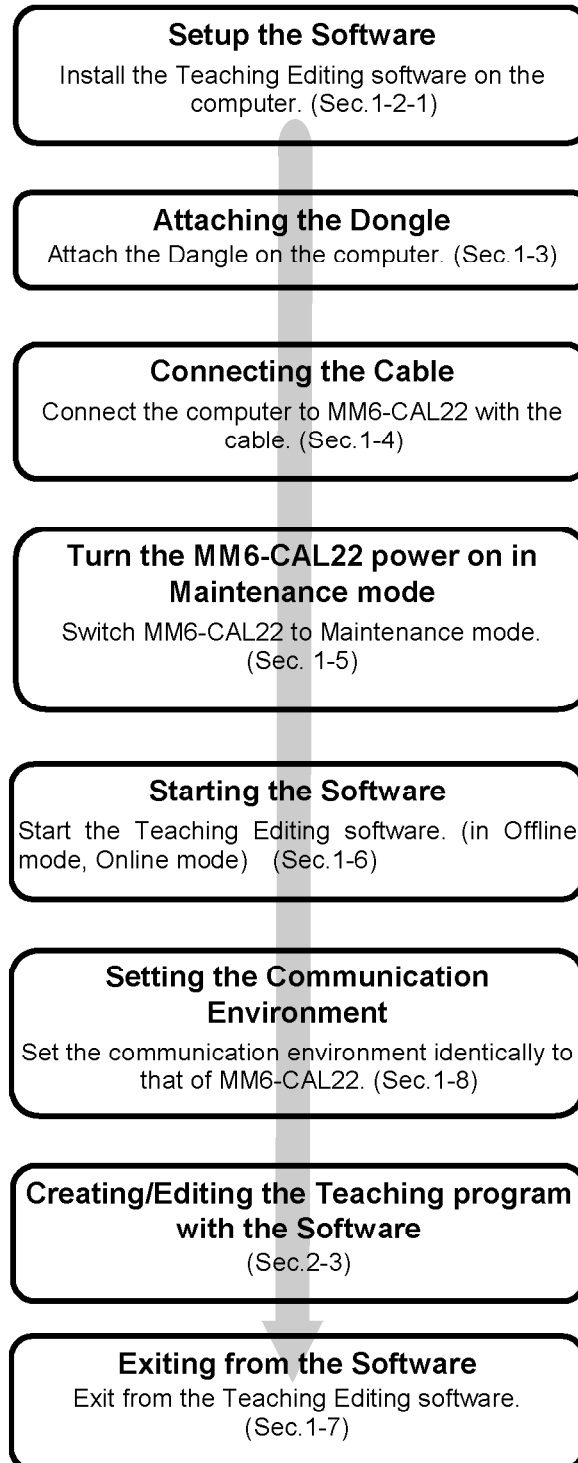 Setup the Software
Install the Teaching Editing software on the
computer. (Sec.1-2-1)
Attaching the Dongle
Attach the Dangle on the computer. (Sec.1-3)
Connecting the Cable
Connect the computer to MM6-CAL22 with the
cable. (Sec.1-4)
Turn the MM6-CAL22 power on in
Maintenance mode
Switch MM6-CAL22 to Maintenance mode.
(Sec. 1-5)
Starting the Software
Start the Teaching Editing software. (in Offline
mode, Online mode) (Sec.1-6)
Setting the Communication
Environment
Set the communication environment identically to
that of MM6-CAL22. (Sec.1-8)
Creating/Editing the Teaching program
with the Software
(Sec.2-3)
Exiting from the Software
Exit from the Teaching Editing software.
(Sec.1-7)